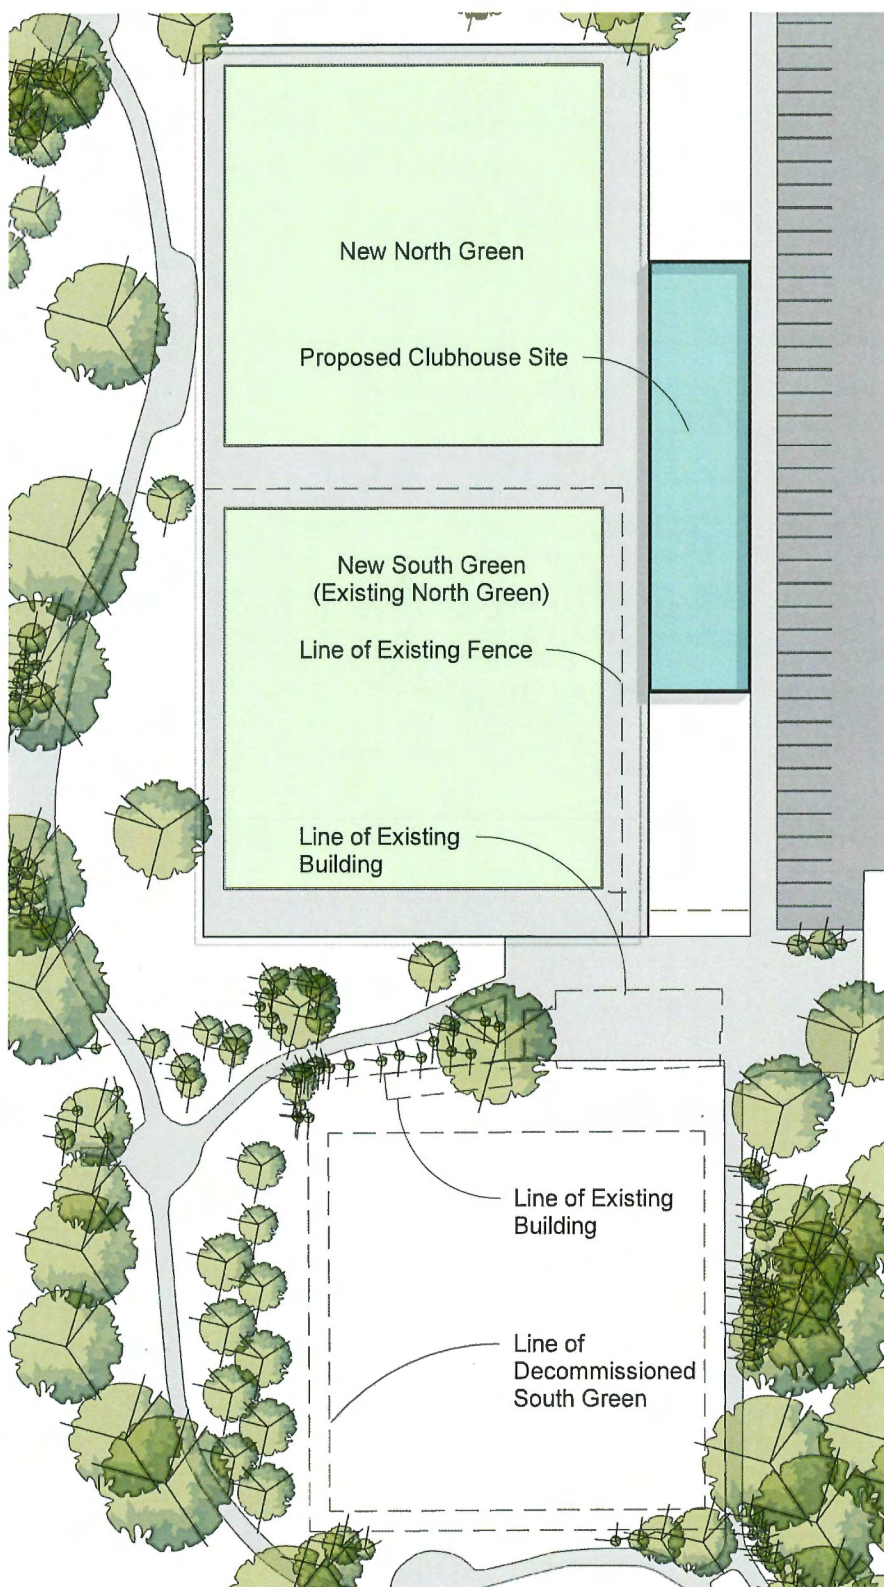 New North Green
Proposed Clubhouse Site
New South Green
(Existing North Green)
Line of Existing Fence
Line of Existing
Building
Line of Existing
Building
Line of
Decommissioned
South Green